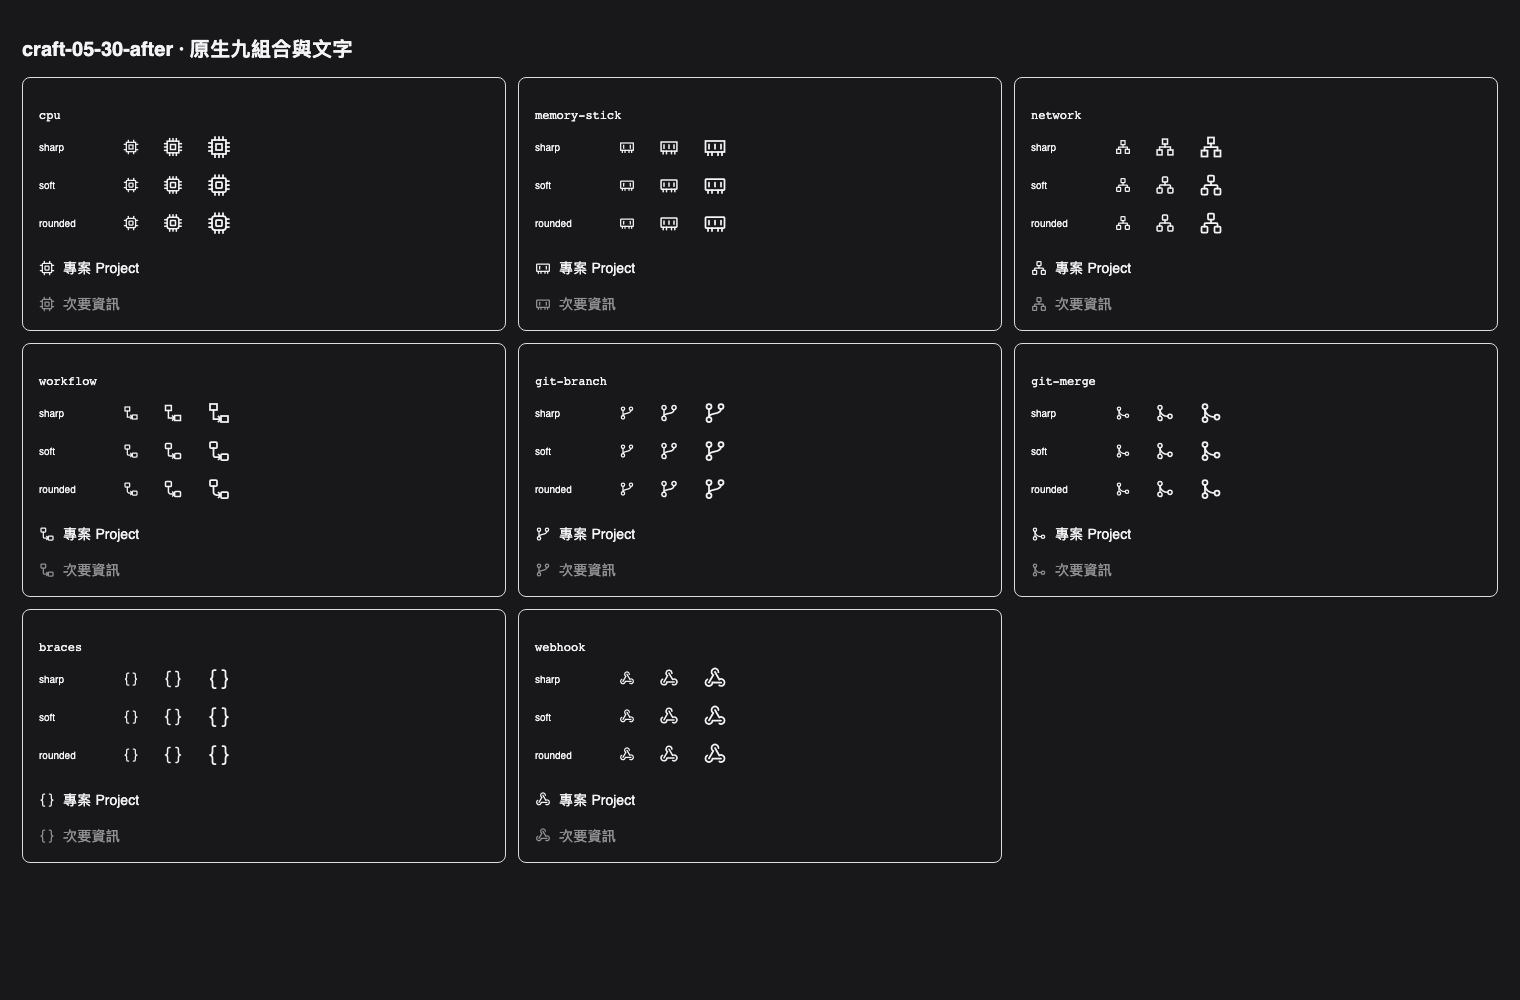 craft-05-30-after · 原生九組合與文字
cpu
sharp
soft
rounded
專案 Project
次要資訊
memory-stick
sharp
soft
rounded
專案 Project
次要資訊
network
sharp
soft
rounded
專案 Project
次要資訊
workflow
sharp
soft
rounded
專案 Project
次要資訊
git-branch
sharp
soft
rounded
專案 Project
次要資訊
git-merge
sharp
soft
rounded
專案 Project
次要資訊
braces
sharp
soft
rounded
專案 Project
次要資訊
webhook
sharp
soft
rounded
專案 Project
次要資訊